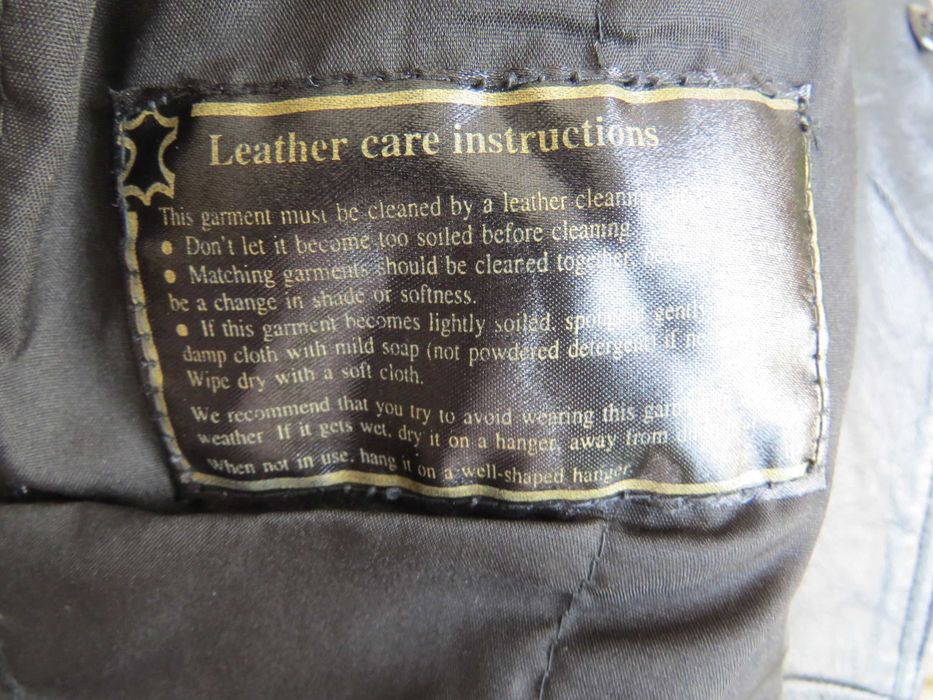 Leather care instructions
This garment must be cleaned by a leather
● Don't let it become too soiled before cleaning
● Matching garments should be cleaned together
be a change in shade or softness.
● If this garment becomes lightly soiled,
damp cloth with mild soap (not powdered detergent) if
Wipe dry with a soft cloth.
We recommend that you try to avoid wearing this
weather. If it gets wet, dry it on a hanger, away from
When not in use, hang it on a well-shaped hanger.